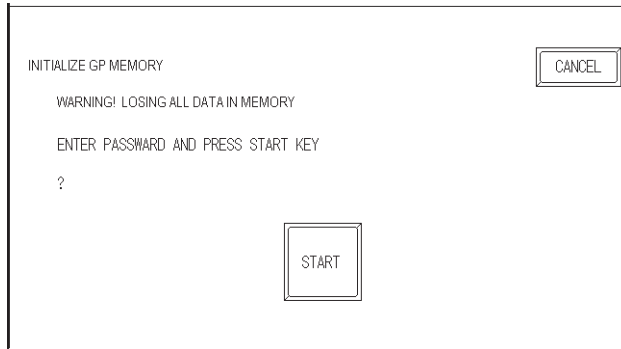 INITIALIZE GP MEMORY
CANCEL
WARNING! LOSING ALL DATA IN MEMORY
ENTER PASSWARD AND PRESS START KEY
?
START